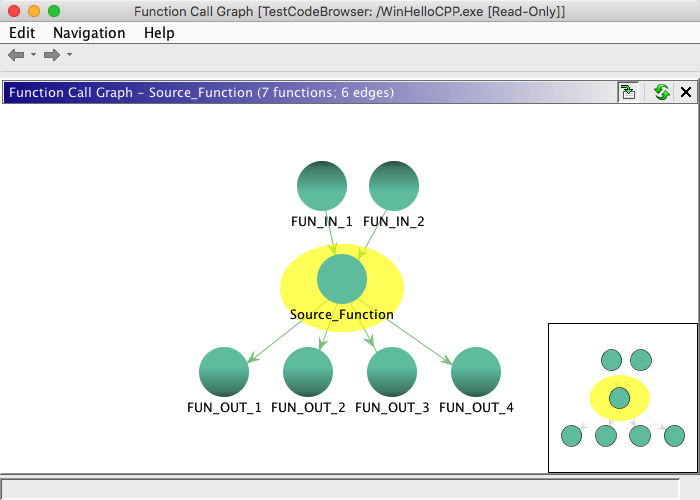 Function Call Graph [TestCodeBrowser: /WinHelloCPP.exe [Read-Only]]
Edit Navigation Help
Function Call Graph – Source_Function (7 functions; 6 edges)
FUN_IN_1 FUN_IN_2
Source_Function
FUN_OUT_1 FUN_OUT_2 FUN_OUT_3 FUN_OUT_4